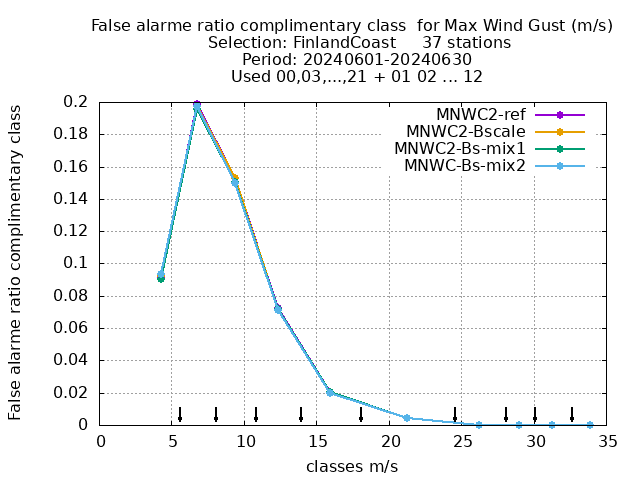 False alarme ratio complimentary class  for Max Wind Gust (m/s)
Selection: FinlandCoast     37 stations
Period: 20240601-20240630
Used 00,03,...,21 + 01 02 ... 12
False alarme ratio complimentary class
0.2
0.18
0.16
0.14
0.12
0.1
0.08
0.06
0.04
0.02
0
MNWC2-ref
MNWC2-Bscale
MNWC2-Bs-mix1
MNWC-Bs-mix2
0 5 10 15 20 25 30 35
classes m/s